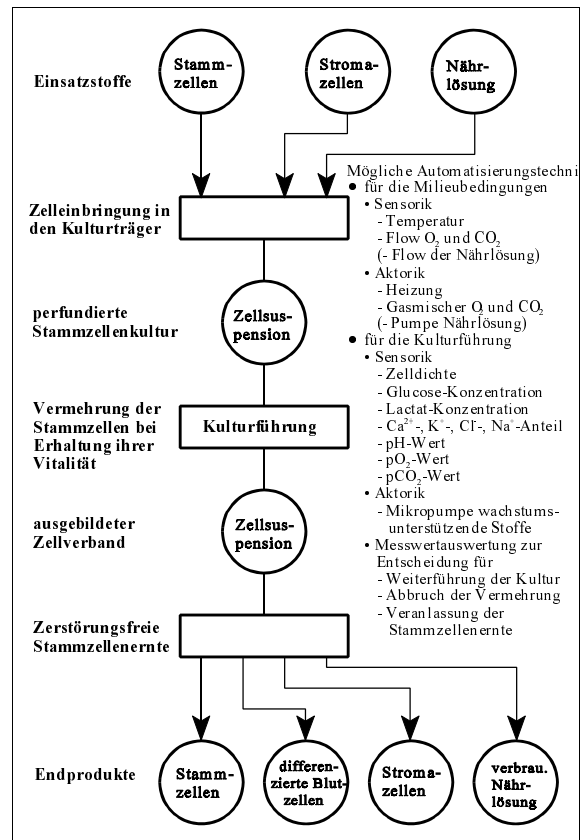 Einsatzstoffe
Stamm-
zellen
Stroma-
zellen
Nähr-
lösung
Zelleinbringung in
den Kulturträger
perfundierte
Stammzellenkultur
Zellsus-
pension
Vermehrung der
Stammzellen bei
Erhaltung ihrer
Vitalität
Kulturführung
ausgebildeter
Zellverband
Zellsus-
pension
Zerstörungsfreie
Stammzellenernte
Mögliche Automatisierungstechni
● für die Milieubedingungen
• Sensorik
- Temperatur
- Flow O₂ und CO₂
(- Flow der Nährlösung)
• Aktorik
- Heizung
- Gasmischer O₂ und CO₂
(- Pumpe Nährlösung)
● für die Kulturführung
• Sensorik
- Zelldichte
- Glucose-Konzentration
- Lactat-Konzentration
- Ca²⁺-, K⁺-, Cl⁻-, Na⁺-Anteil
- pH-Wert
- pO₂-Wert
- pCO₂-Wert
• Aktorik
- Mikropumpe wachstums-
unterstützende Stoffe
• Messwertauswertung zur
Entscheidung für
- Weiterführung der Kultur
- Abbruch der Vermehrung
- Veranlassung der
Stammzellenernte
Endprodukte
Stamm-
zellen
differen-
zierte Blut-
zellen
Stroma-
zellen
verbrau.
Nähr-
lösung